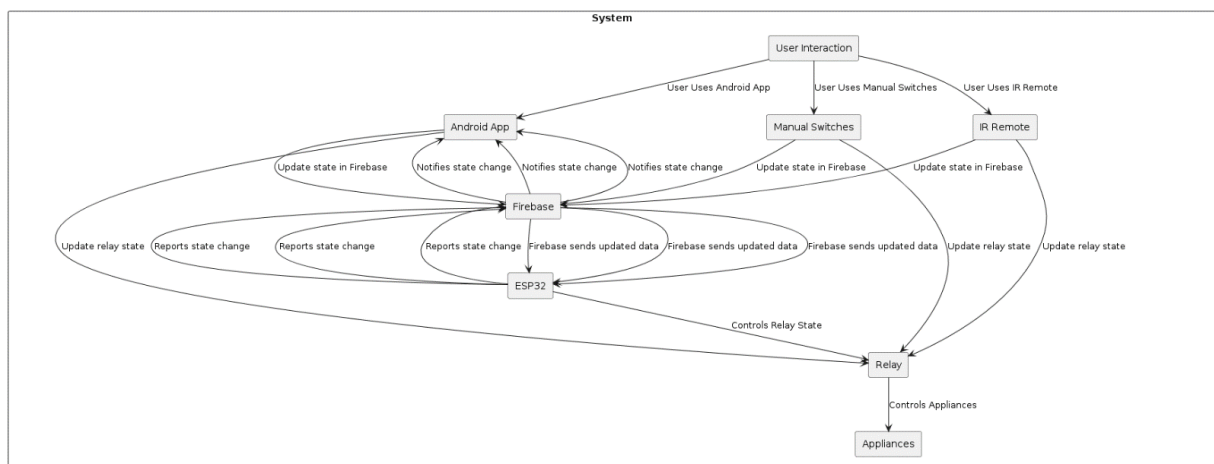 System
User Interaction
User Uses Android App
User Uses Manual Switches
User Uses IR Remote
Android App
Manual Switches
IR Remote
Update state in Firebase
Notifies state change
Notifies state change
Notifies state change
Update state in Firebase
Update state in Firebase
Firebase
Update relay state
Reports state change
Reports state change
Reports state change
Firebase sends updated data
Firebase sends updated data
Firebase sends updated data
Update relay state
Update relay state
ESP32
Controls Relay State
Relay
Controls Appliances
Appliances